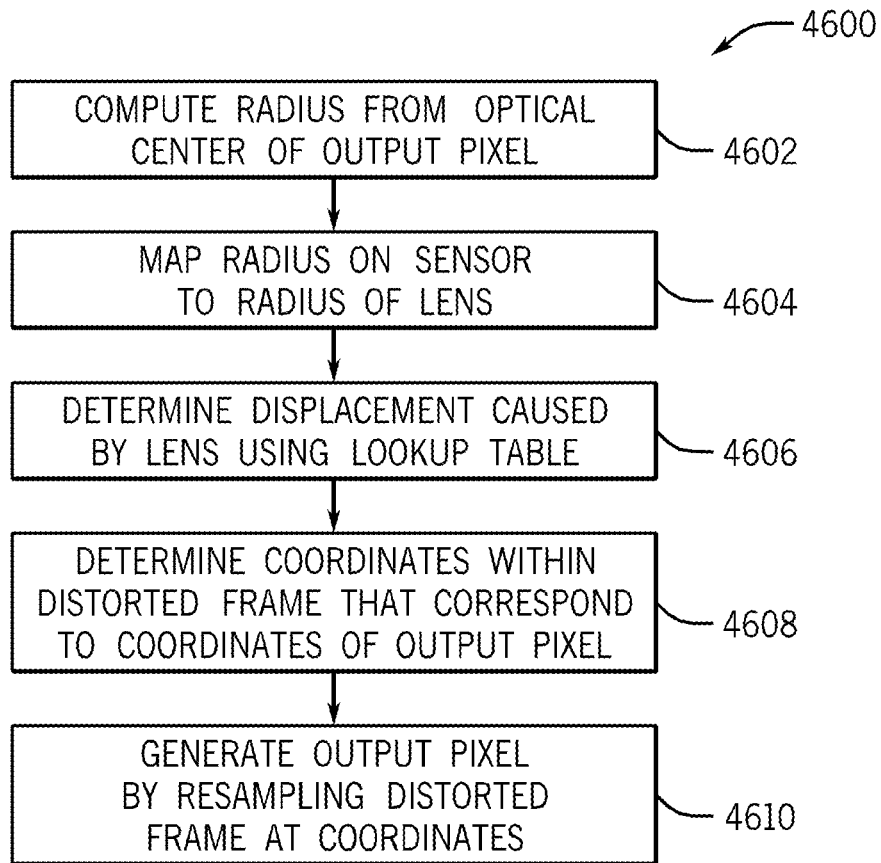 4600
COMPUTE RADIUS FROM OPTICAL
CENTER OF OUTPUT PIXEL
4602
MAP RADIUS ON SENSOR
TO RADIUS OF LENS
4604
DETERMINE DISPLACEMENT CAUSED
BY LENS USING LOOKUP TABLE
4606
DETERMINE COORDINATES WITHIN
DISTORTED FRAME THAT CORRESPOND
TO COORDINATES OF OUTPUT PIXEL
4608
GENERATE OUTPUT PIXEL
BY RESAMPLING DISTORTED
FRAME AT COORDINATES
4610